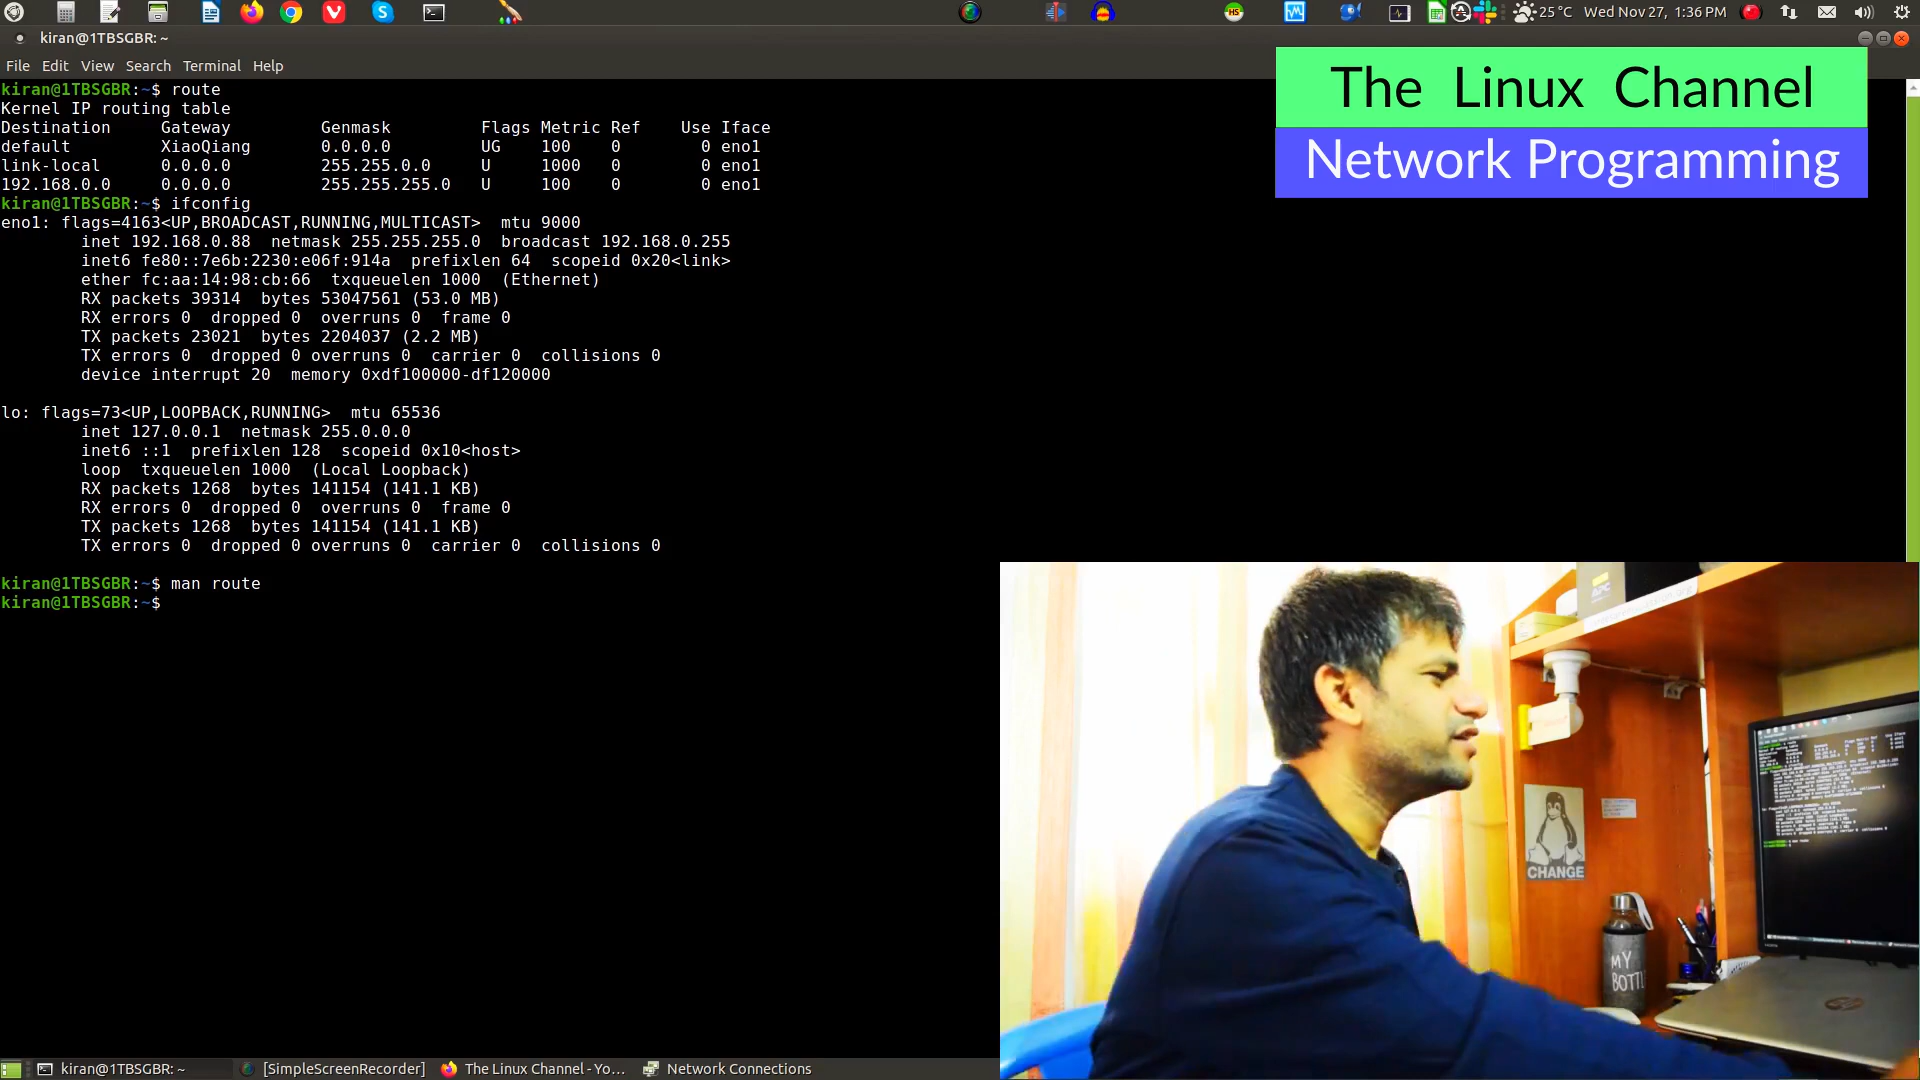 25°C Wed Nov 27, 1:36 PM
kiran@1TBSGBR: ~
File Edit View Search Terminal Help
The Linux Channel
Network Programming
kiran@1TBSGBR:~$ route
Kernel IP routing table
Destination Gateway Genmask Flags Metric Ref Use Iface
default XiaoQiang 0.0.0.0 UG 100 0 0 eno1
link-local 0.0.0.0 255.255.0.0 U 1000 0 0 eno1
192.168.0.0 0.0.0.0 255.255.255.0 U 100 0 0 eno1
kiran@1TBSGBR:~$ ifconfig
eno1: flags=4163<UP,BROADCAST,RUNNING,MULTICAST> mtu 9000
inet 192.168.0.88 netmask 255.255.255.0 broadcast 192.168.0.255
inet6 fe80::7e6b:2230:e06f:914a prefixlen 64 scopeid 0x20<link>
ether fc:aa:14:98:cb:66 txqueuelen 1000 (Ethernet)
RX packets 39314 bytes 53047561 (53.0 MB)
RX errors 0 dropped 0 overruns 0 frame 0
TX packets 23021 bytes 2204037 (2.2 MB)
TX errors 0 dropped 0 overruns 0 carrier 0 collisions 0
device interrupt 20 memory 0xdf100000-df120000
lo: flags=73<UP,LOOPBACK,RUNNING> mtu 65536
inet 127.0.0.1 netmask 255.0.0.0
inet6 ::1 prefixlen 128 scopeid 0x10<host>
loop txqueuelen 1000 (Local Loopback)
RX packets 1268 bytes 141154 (141.1 KB)
RX errors 0 dropped 0 overruns 0 frame 0
TX packets 1268 bytes 141154 (141.1 KB)
TX errors 0 dropped 0 overruns 0 carrier 0 collisions 0
kiran@1TBSGBR:~$ man route
kiran@1TBSGBR:~$
APC
CHANGE
MY
BOTTL
kiran@1TBSGBR: ~ [SimpleScreenRecorder] The Linux Channel - Yo... Network Connections